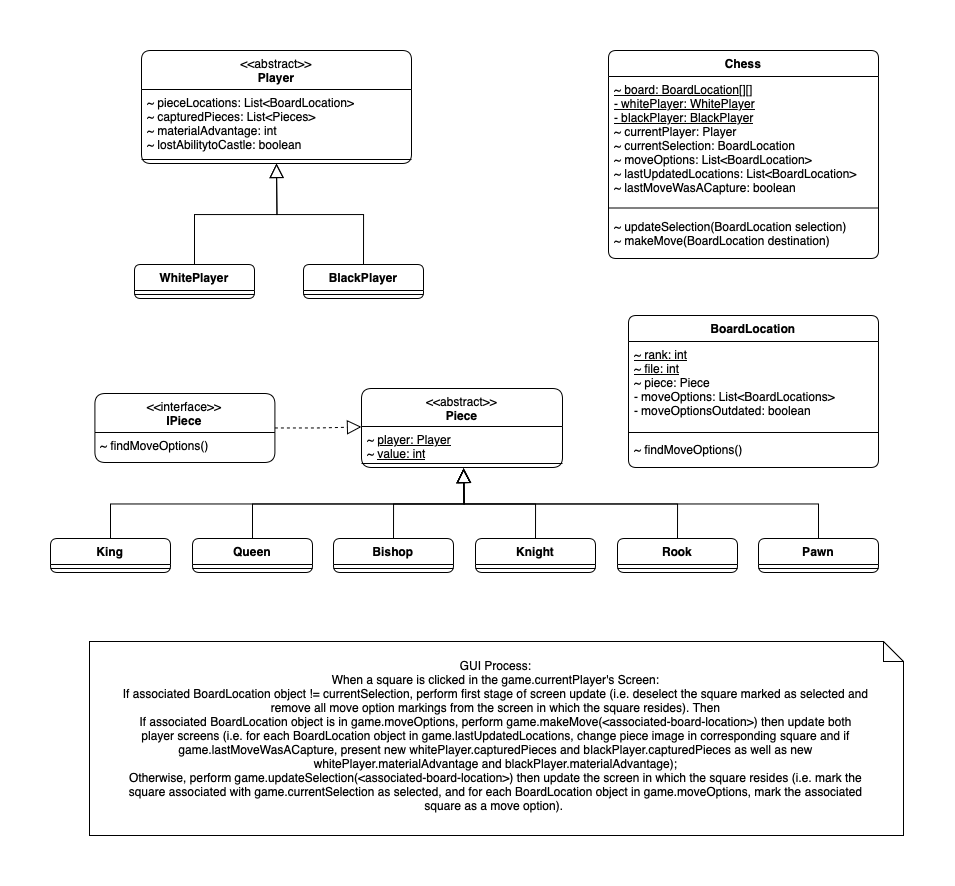 <<abstract>>
Player
~ pieceLocations: List<BoardLocation>
~ capturedPieces: List<Pieces>
~ materialAdvantage: int
~ lostAbilitytoCastle: boolean
WhitePlayer
BlackPlayer
Chess
~ board: BoardLocation[][]
- whitePlayer: WhitePlayer
- blackPlayer: BlackPlayer
~ currentPlayer: Player
~ currentSelection: BoardLocation
~ moveOptions: List<BoardLocation>
~ lastUpdatedLocations: List<BoardLocation>
~ lastMoveWasACapture: boolean
~ updateSelection(BoardLocation selection)
~ makeMove(BoardLocation destination)
BoardLocation
~ rank: int
~ file: int
~ piece: Piece
- moveOptions: List<BoardLocations>
- moveOptionsOutdated: boolean
~ findMoveOptions()
<<interface>>
IPiece
~ findMoveOptions()
<<abstract>>
Piece
~ player: Player
~ value: int
King
Queen
Bishop
Knight
Rook
Pawn
GUI Process:
When a square is clicked in the game.currentPlayer's Screen:
If associated BoardLocation object != currentSelection, perform first stage of screen update (i.e. deselect the square marked as selected and
remove all move option markings from the screen in which the square resides). Then
If associated BoardLocation object is in game.moveOptions, perform game.makeMove(<associated-board-location>) then update both
player screens (i.e. for each BoardLocation object in game.lastUpdatedLocations, change piece image in corresponding square and if
game.lastMoveWasACapture, present new whitePlayer.capturedPieces and blackPlayer.capturedPieces as well as new
whitePlayer.materialAdvantage and blackPlayer.materialAdvantage);
Otherwise, perform game.updateSelection(<associated-board-location>) then update the screen in which the square resides (i.e. mark the
square associated with game.currentSelection as selected, and for each BoardLocation object in game.moveOptions, mark the associated
square as a move option).